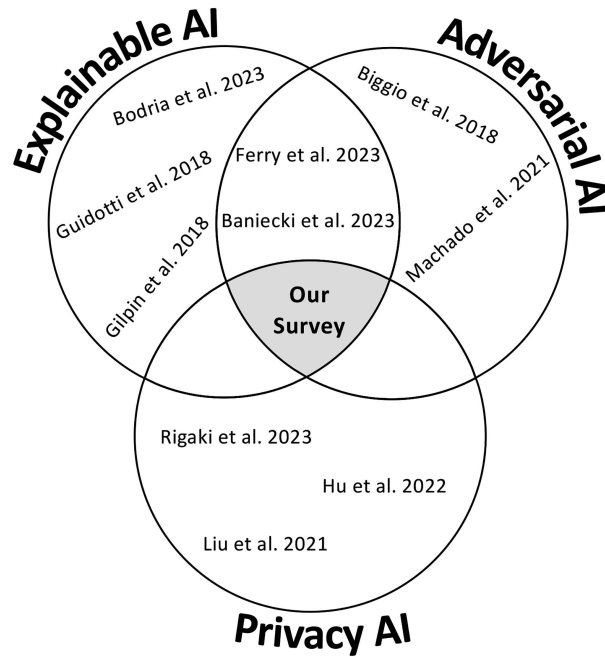 Explainable AI
Adversarial AI
Bodria et al. 2023
Biggio et al. 2018
Ferry et al. 2023
Guidotti et al. 2018
Machado et al. 2021
Baniecki et al. 2023
Gilpin et al. 2018
Our
Survey
Rigaki et al. 2023
Hu et al. 2022
Liu et al. 2021
Privacy AI